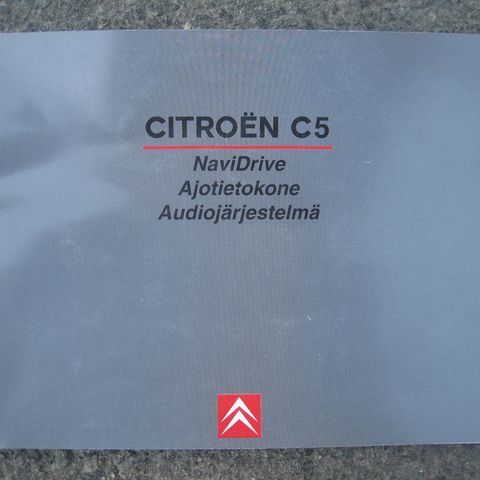 CITROËN C5
NaviDrive
Ajotietokone
Audiojärjestelmä